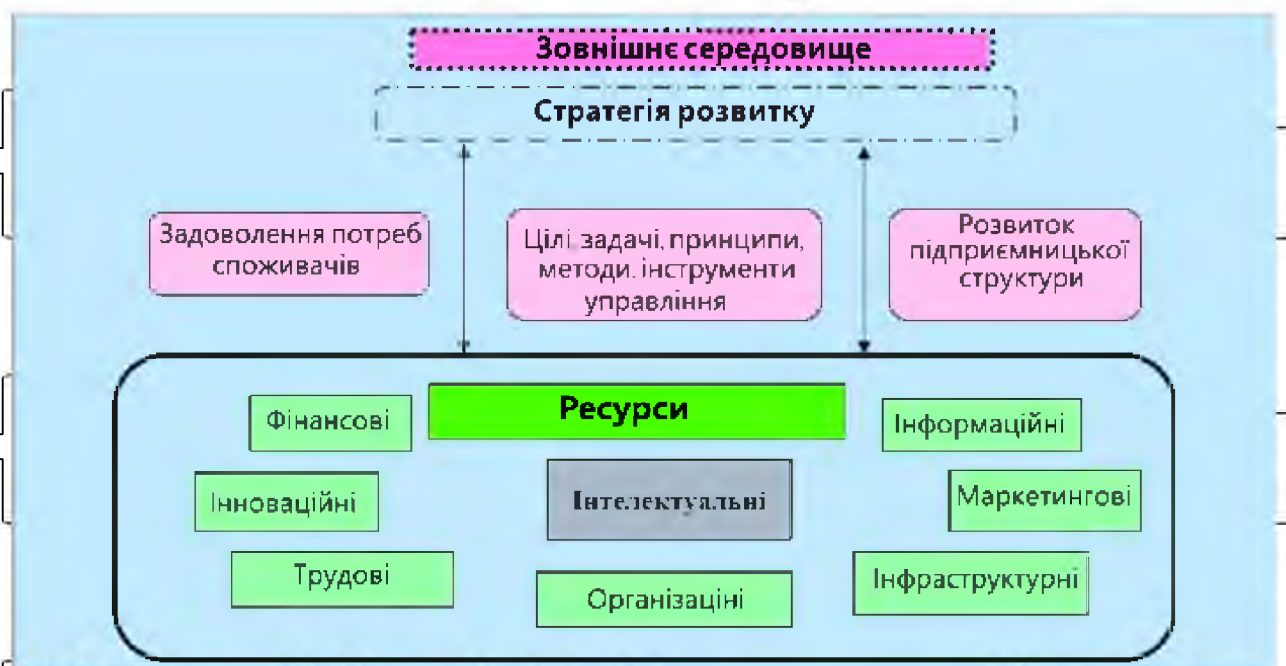 Зовнішнє середовище
Стратегія розвитку
Задоволення потреб
споживачів
Цілі задачі, принципи,
методи. інструменти
управління
Розвиток
підприємницької
структури
Ресурси
Фінансові
Інформаційні
Інноваційні
Інтелектуальні
Маркетингові
Трудові
Організаціні
Інфраструктурні